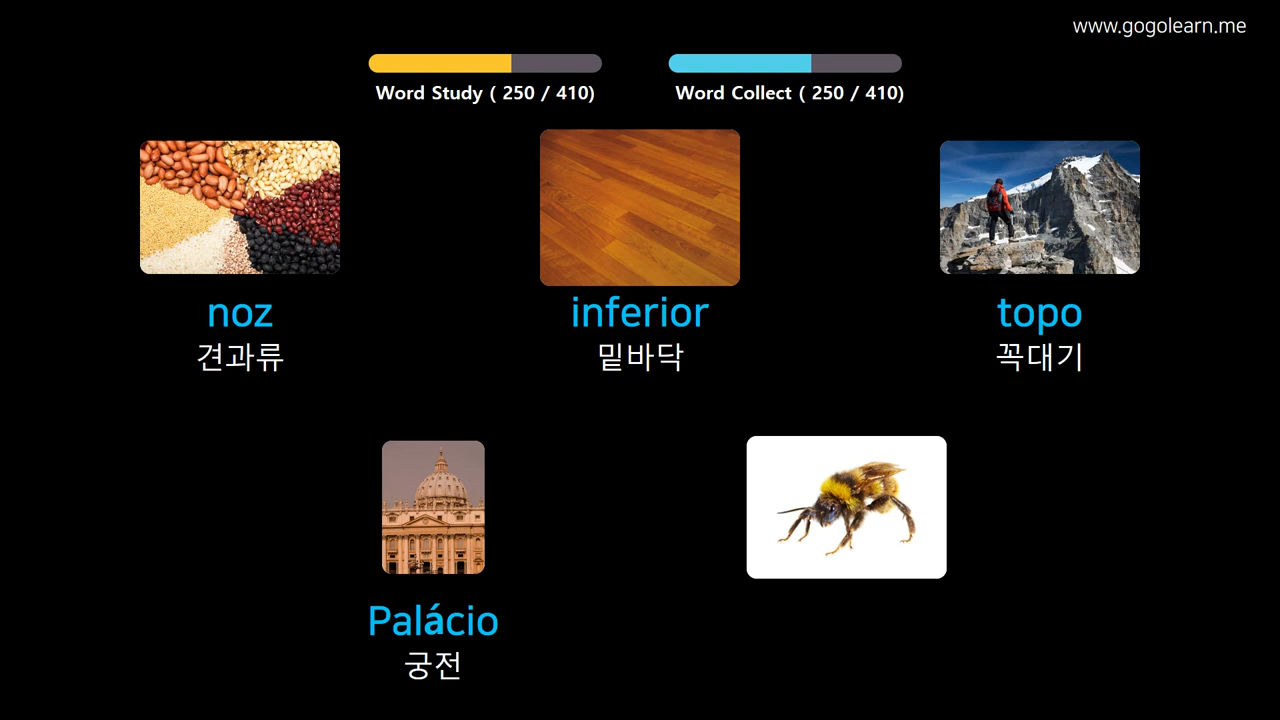 www.gogolearn.me
Word Study ( 250 / 410)
Word Collect ( 250 / 410)
noz
견과류
inferior
밑바닥
topo
꼭대기
Palácio
궁전